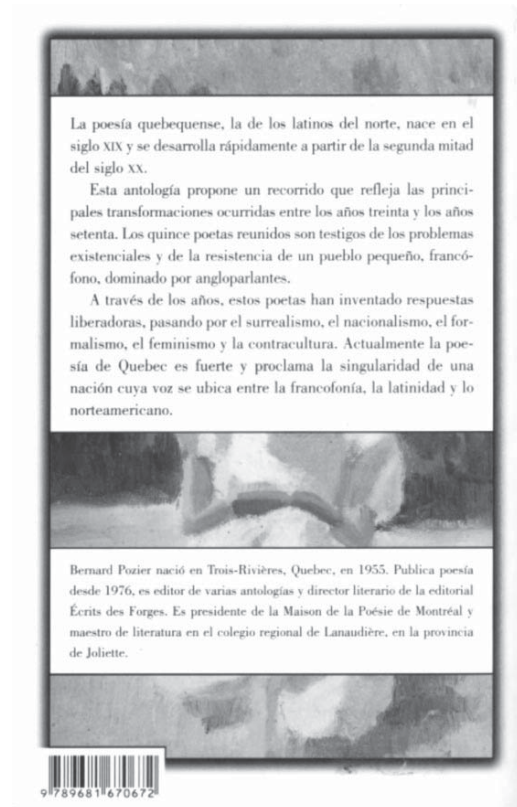 La poesía quebequense, la de los latinos del norte, nace en el
siglo XIX y se desarrolla rápidamente a partir de la segunda mitad
del siglo XX.
Esta antología propone un recorrido que refleja las princi-
pales transformaciones ocurridas entre los años treinta y los años
setenta. Los quince poetas reunidos son testigos de los problemas
existenciales y de la resistencia de un pueblo pequeño, francó-
fono, dominado por angloparlantes.
A través de los años, estos poetas han inventado respuestas
liberadoras, pasando por el surrealismo, el nacionalismo, el for-
malismo, el feminismo y la contracultura. Actualmente la poe-
sía de Quebec es fuerte y proclama la singularidad de una
nación cuya voz se ubica entre la francofonía, la latinidad y lo
norteamericano.
Bernard Pozier nació en Trois-Rivières, Quebec, en 1955. Publica poesía
desde 1976, es editor de varias antologías y director literario de la editorial
Écrits des Forges. Es presidente de la Maison de la Poésie de Montréal y
maestro de literatura en el colegio regional de Lanaudière, en la provincia
de Joliette.
9 789681 670672